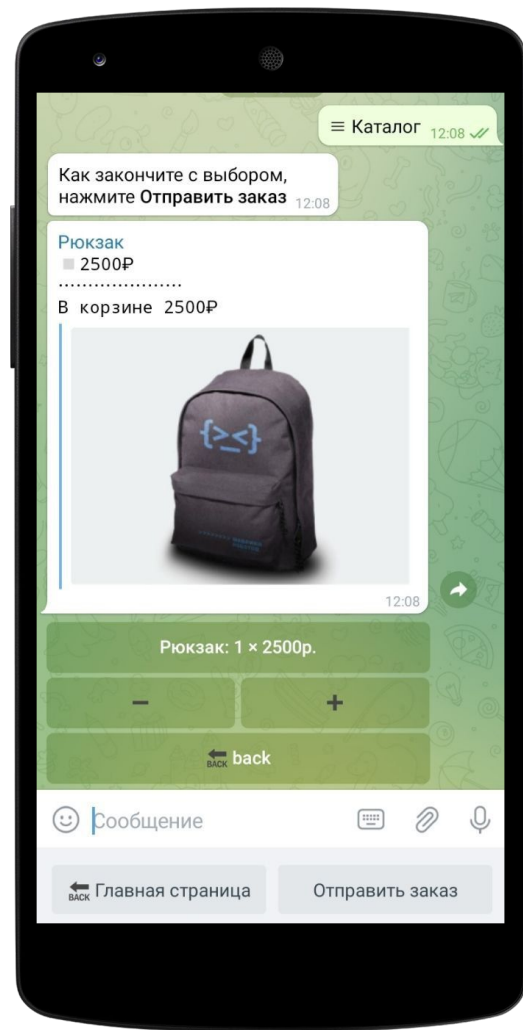 ≡ Каталог 12:08
Как закончите с выбором,
нажмите Отправить заказ 12:08
Рюкзак
2500₽
.....................
В корзине 2500₽
{>_<}
12:08
Рюкзак: 1 × 2500р.
− +
BACK back
Сообщение
BACK Главная страница
Отправить заказ